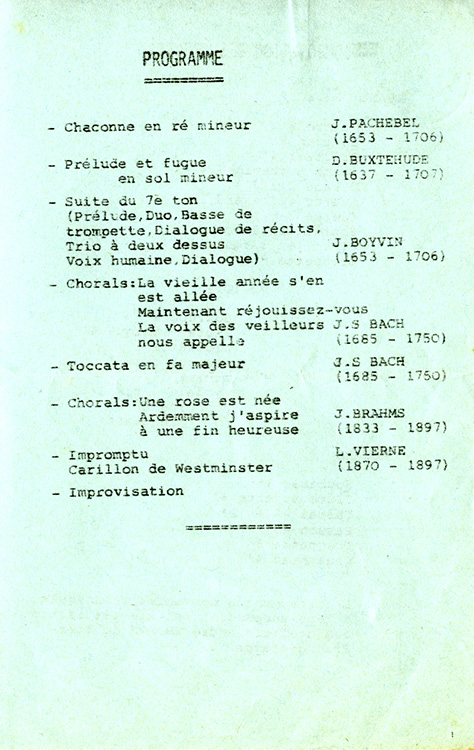 PROGRAMME
- Chaconne en ré mineur J.PACHEBEL
(1653 - 1706)
- Prélude et fugue D.BUXTEHUDE
en sol mineur (1637 - 1707)
- Suite du 7è ton
(Prélude,Duo,Basse de
trompette,Dialogue de récits,
Trio à deux dessus J.BOYVIN
Voix humaine,Dialogue) (1653 - 1706)
- Chorals:La vieille année s'en
est allée
Maintenant réjouissez-vous
La voix des veilleurs J.S BACH
nous appelle (1685 - 1750)
- Toccata en fa majeur J.S BACH
(1685 - 1750)
- Chorals:Une rose est née
Ardemment j'aspire J.BRAHMS
à une fin heureuse (1833 - 1897)
- Impromptu L.VIERNE
Carillon de Westminster (1870 - 1897)
- Improvisation